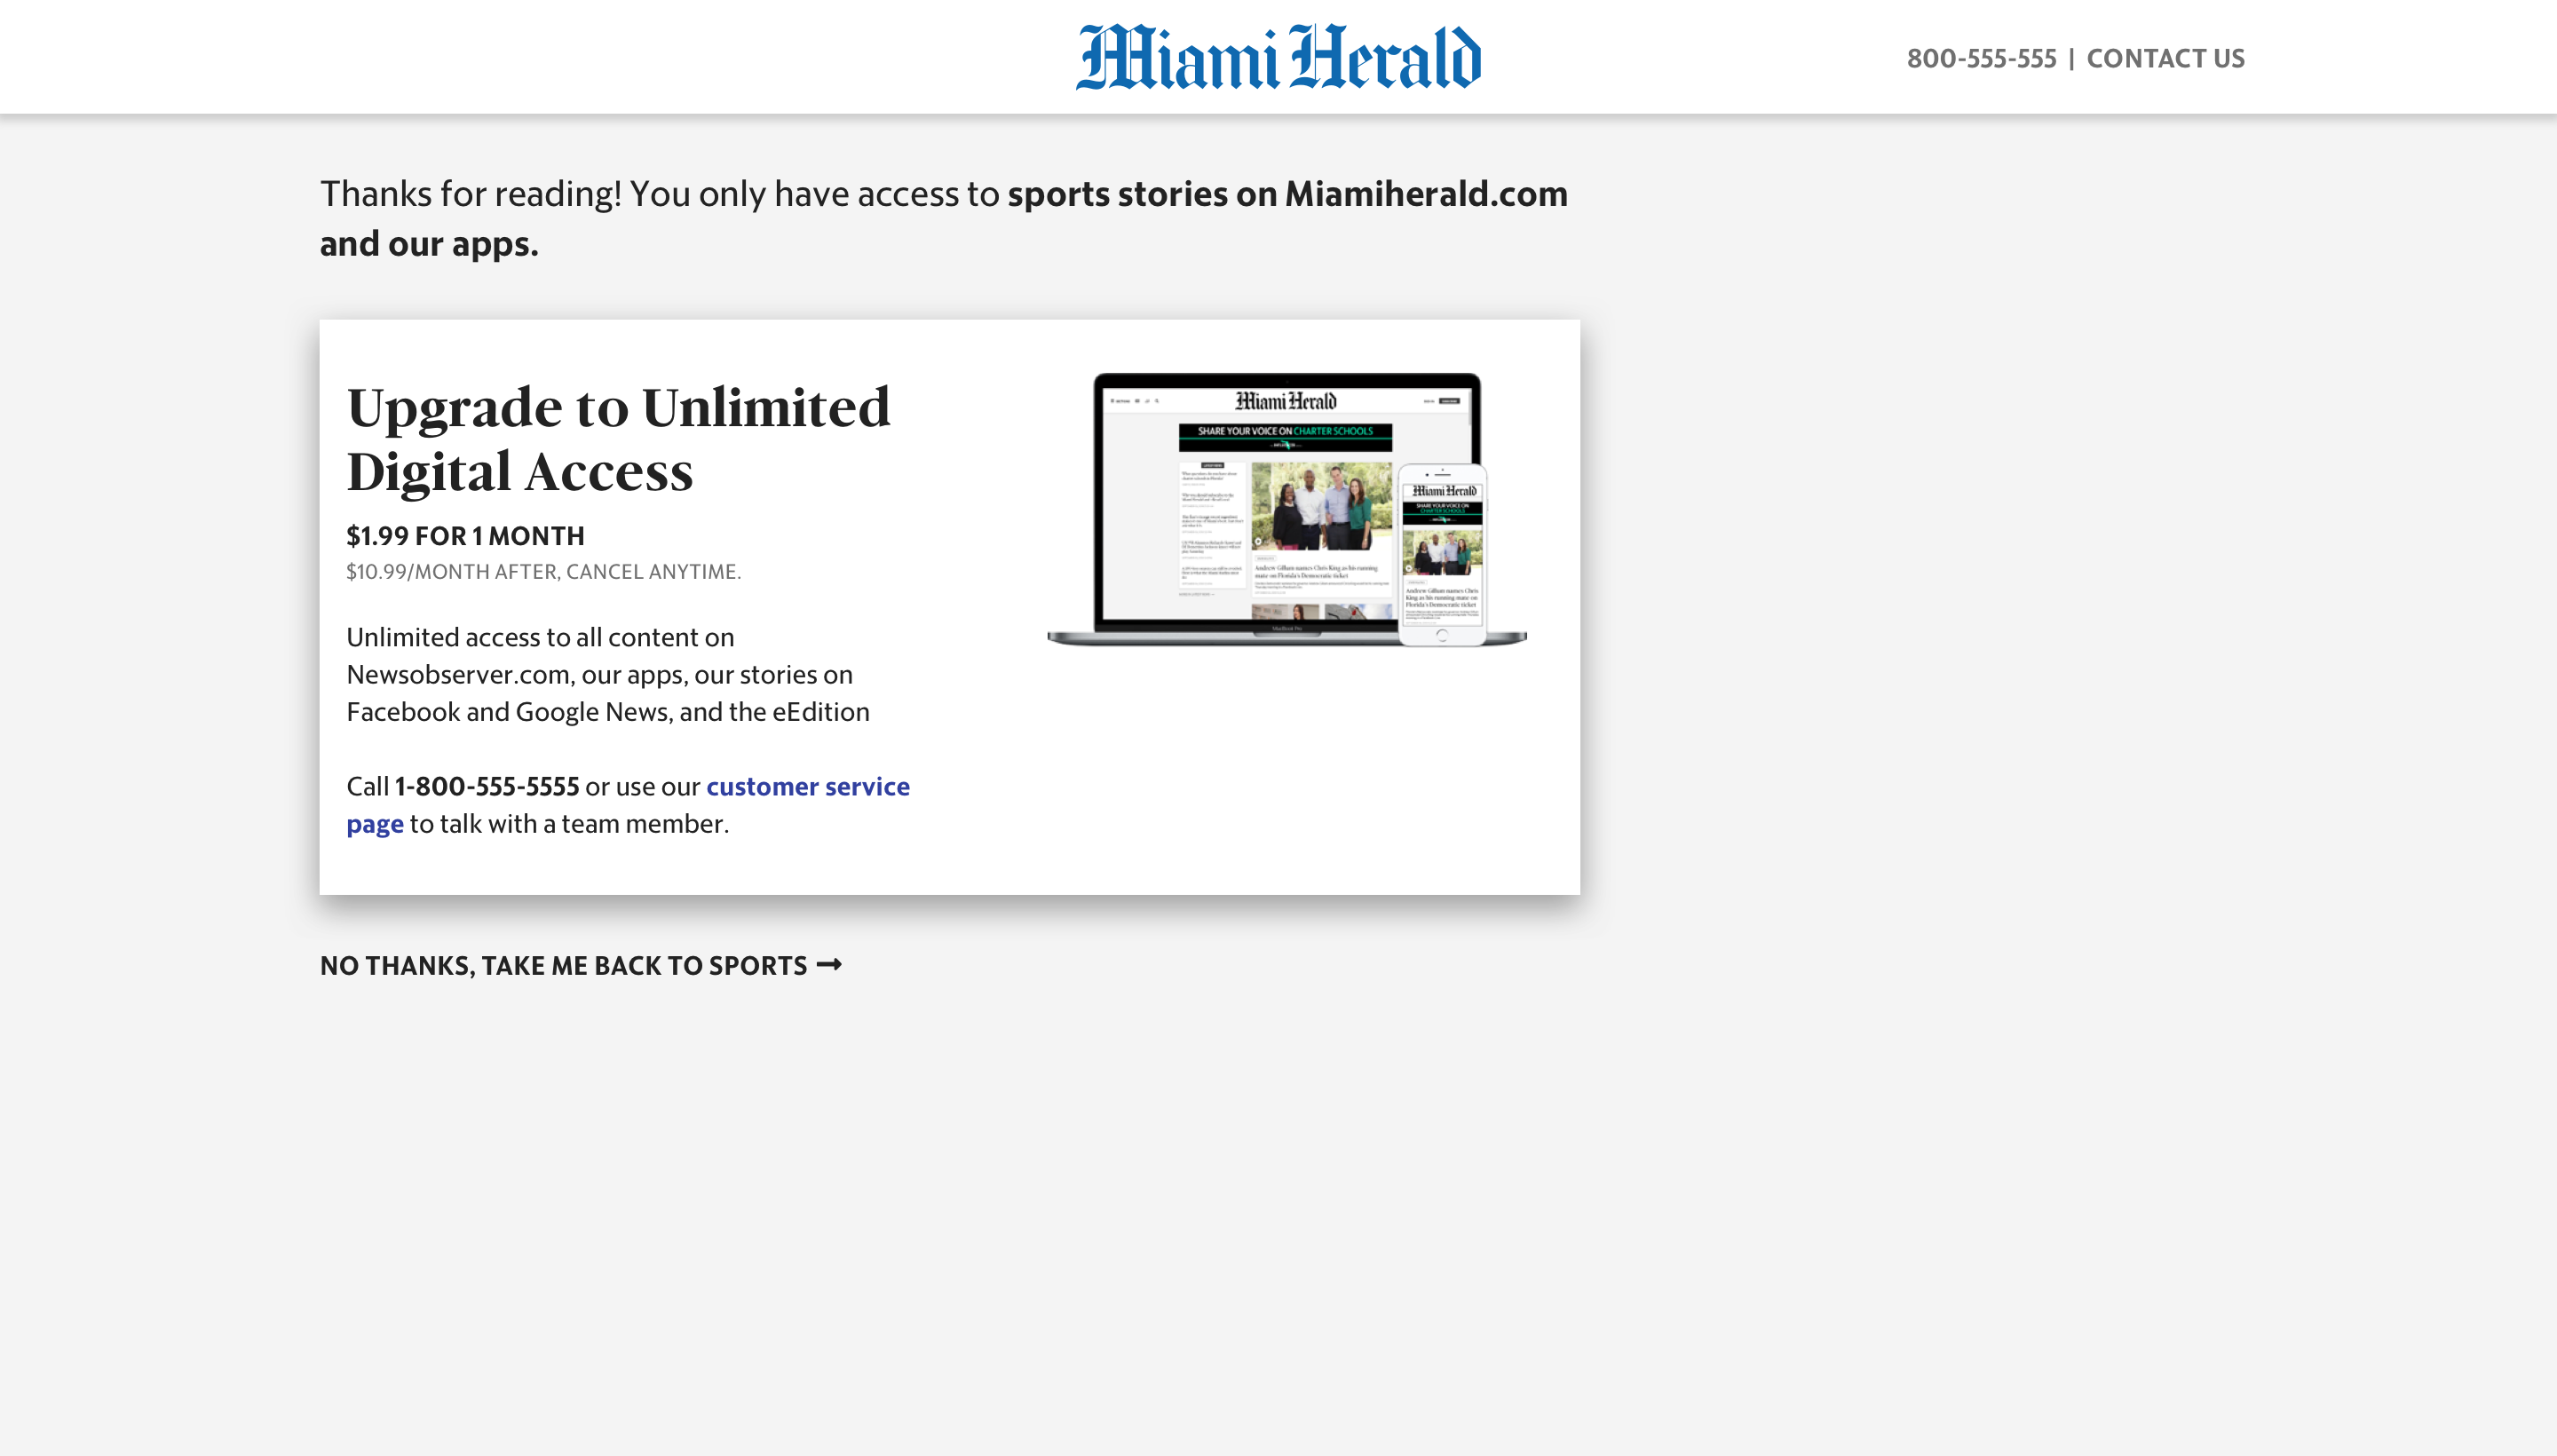 Miami Herald
800-555-555 | CONTACT US
Thanks for reading! You only have access to sports stories on Miamiherald.com
and our apps.
Upgrade to Unlimited
Digital Access
$1.99 FOR 1 MONTH
$10.99/MONTH AFTER, CANCEL ANYTIME.
Unlimited access to all content on
Newsobserver.com, our apps, our stories on
Facebook and Google News, and the eEdition
Call 1-800-555-5555 or use our customer service
page to talk with a team member.
Miami Herald
SHARE YOUR VOICE ON CHARTER SCHOOLS
Andrew Gillum names Chris King as his running
mate on Florida's Democratic ticket
MacBook Pro
Miami Herald
SHARE YOUR VOICE ON
CHARTER SCHOOLS
Andrew Gillum names Chris
King as his running mate on
Florida's Democratic ticket
NO THANKS, TAKE ME BACK TO SPORTS →